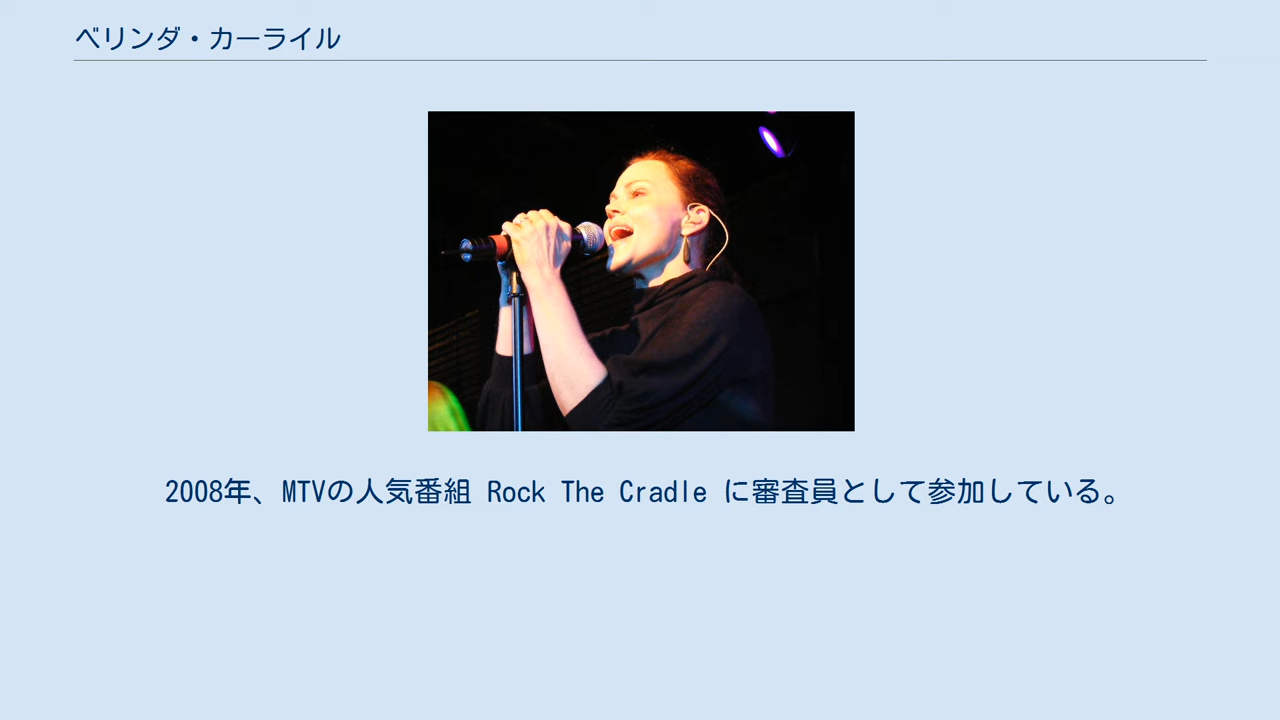 ベリンダ・カーライル
2008年、MTVの人気番組 Rock The Cradle に審査員として参加している。